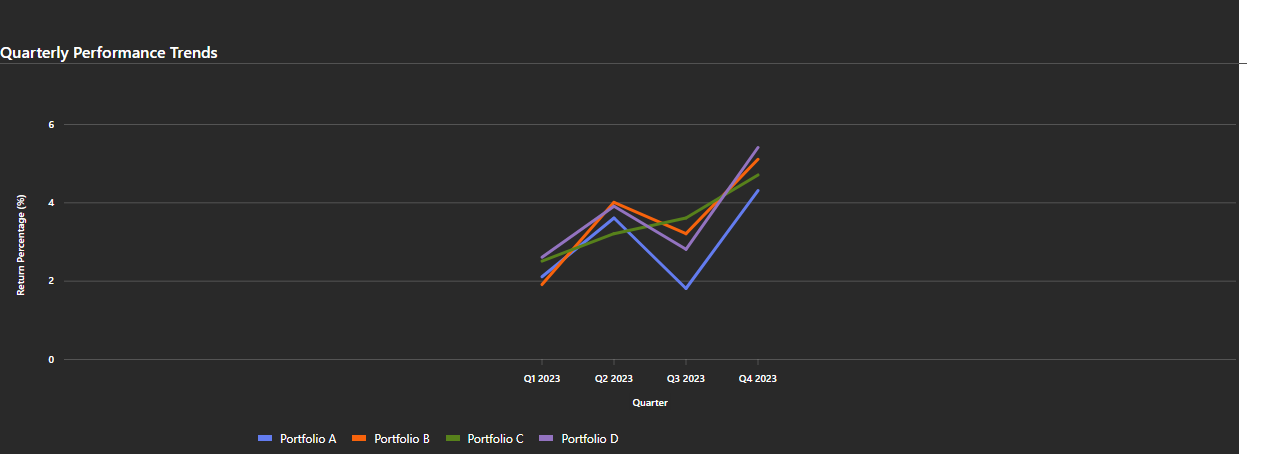 Quarterly Performance Trends
6
4
2
0
Return Percentage (%)
Q1 2023 Q2 2023 Q3 2023 Q4 2023
Quarter
Portfolio A Portfolio B Portfolio C Portfolio D